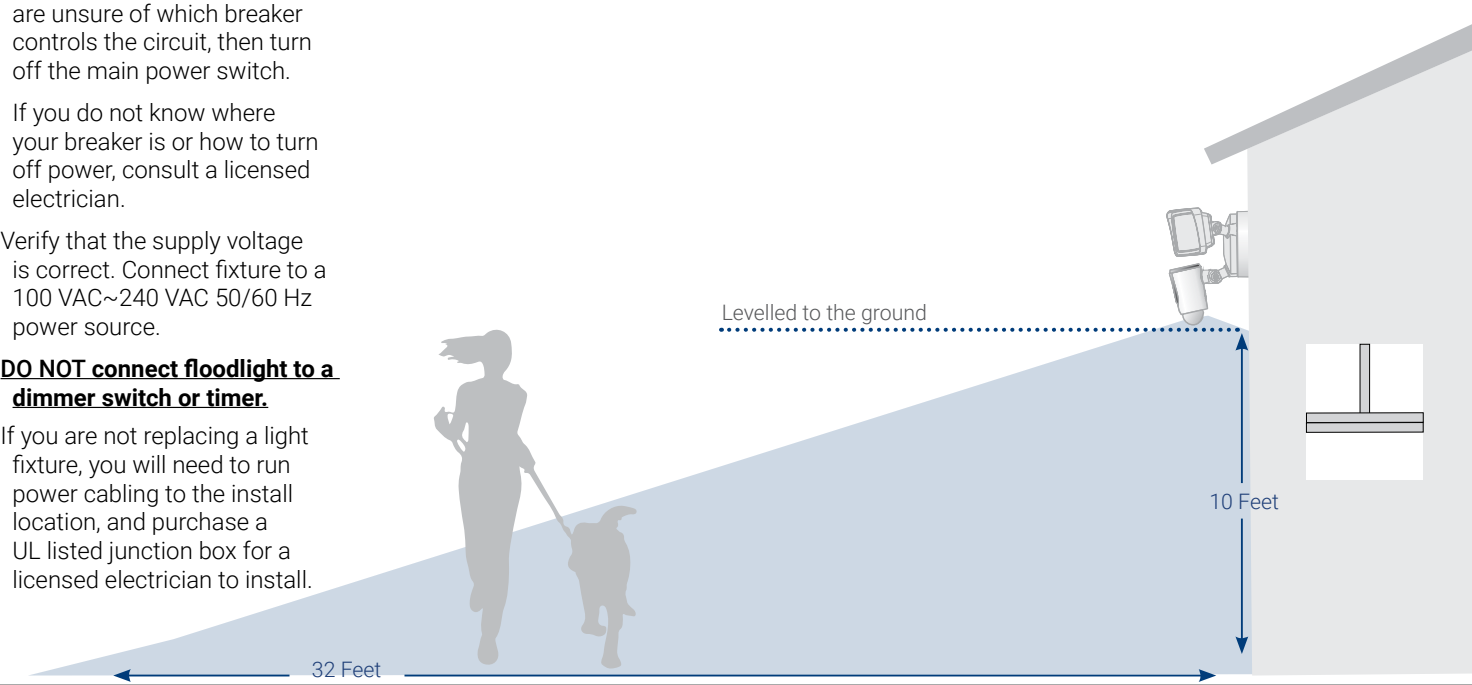 are unsure of which breaker
controls the circuit, then turn
off the main power switch.
If you do not know where
your breaker is or how to turn
off power, consult a licensed
electrician.
Verify that the supply voltage
is correct. Connect fixture to a
100 VAC~240 VAC 50/60 Hz
power source.
DO NOT connect floodlight to a
dimmer switch or timer.
If you are not replacing a light
fixture, you will need to run
power cabling to the install
location, and purchase a
UL listed junction box for a
licensed electrician to install.
Levelled to the ground
10 Feet
32 Feet